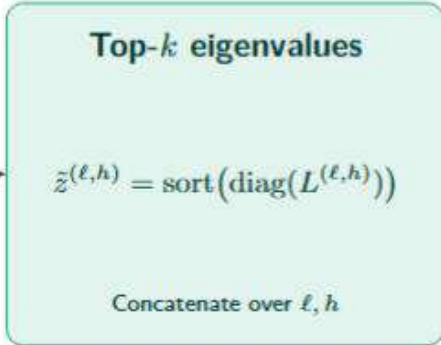 Top-k eigenvalues
z̃^{(ℓ,h)} = sort(diag(L^{(ℓ,h)}))
Concatenate over ℓ, h